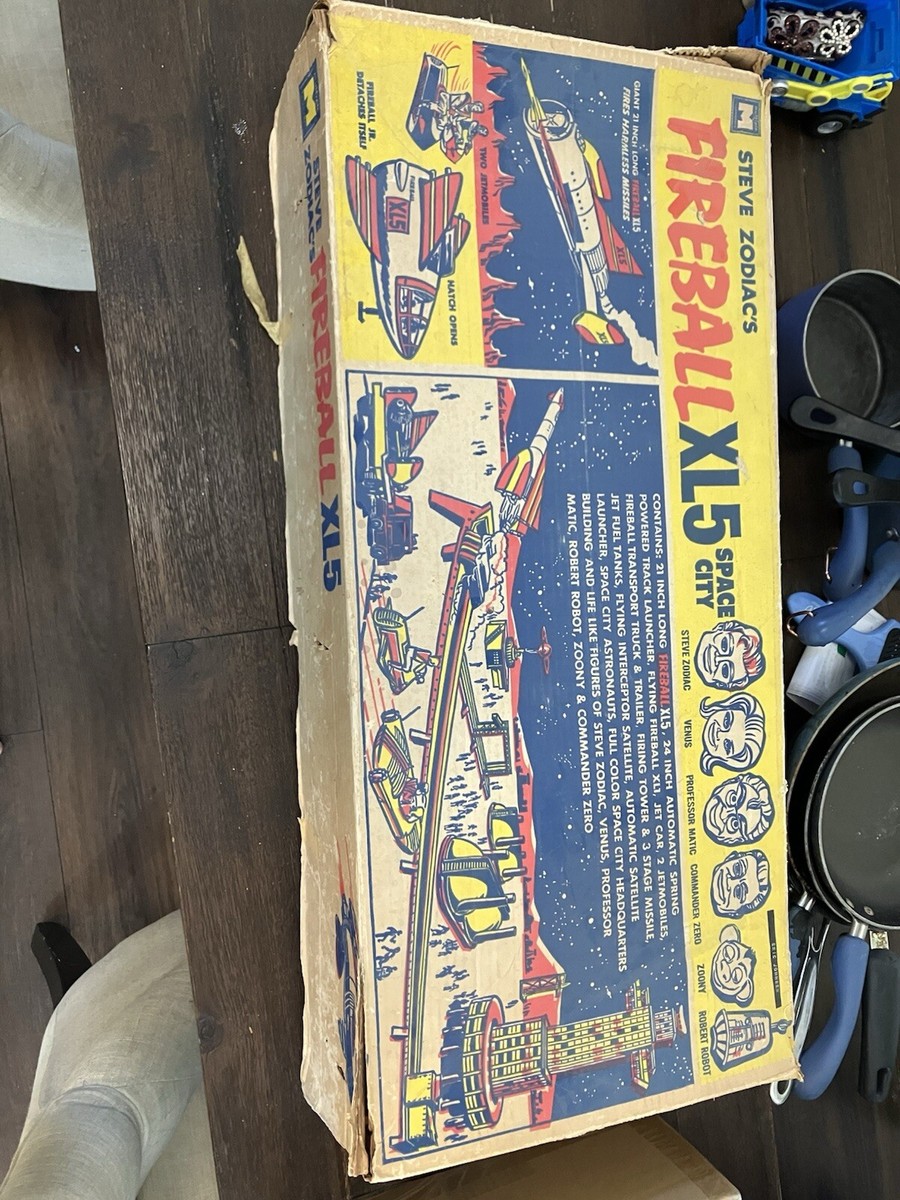 M
STEVE ZODIAC'S
FIREBALL XL5
SPACE
CITY
STEVE ZODIAC
VENUS
PROFESSOR MATIC
COMMANDER ZERO
ZOONY
ROBERT ROBOT
GIANT 21 INCH LONG FIREBALL XL5
FIRES HARMLESS MISSILES
XL5
XL5
TWO JETMOBILES
FIREBALL JR.
DETACHES ITSELF
FIREBALL
XL5
HATCH OPENS
CONTAINS: 21 INCH LONG FIREBALL XL5, 24 INCH AUTOMATIC SPRING
POWERED TRACK LAUNCHER, FLYING FIREBALL XL1, JET CAR, 2 JETMOBILES,
FIREBALL TRANSPORT TRUCK & TRAILER, FIRING TOWER & 3 STAGE MISSILE,
JET FUEL TANKS, FLYING INTERCEPTOR SATELLITE, AUTOMATIC SATELLITE
LAUNCHER, SPACE CITY ASTRONAUTS, FULL COLOR SPACE CITY HEADQUARTERS
BUILDING AND LIFE LIKE FIGURES OF STEVE ZODIAC, VENUS, PROFESSOR
MATIC, ROBERT ROBOT, ZOONY & COMMANDER ZERO
M
STEVE
ZODIAC'S
FIREBALL XL5